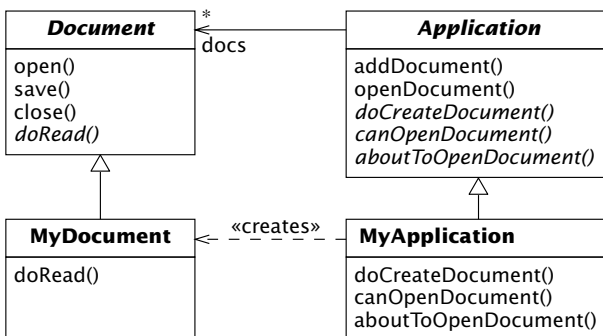 Document
open()
save()
close()
doRead()
*
docs
Application
addDocument()
openDocument()
doCreateDocument()
canOpenDocument()
aboutToOpenDocument()
MyDocument
doRead()
«creates»
MyApplication
doCreateDocument()
canOpenDocument()
aboutToOpenDocument()